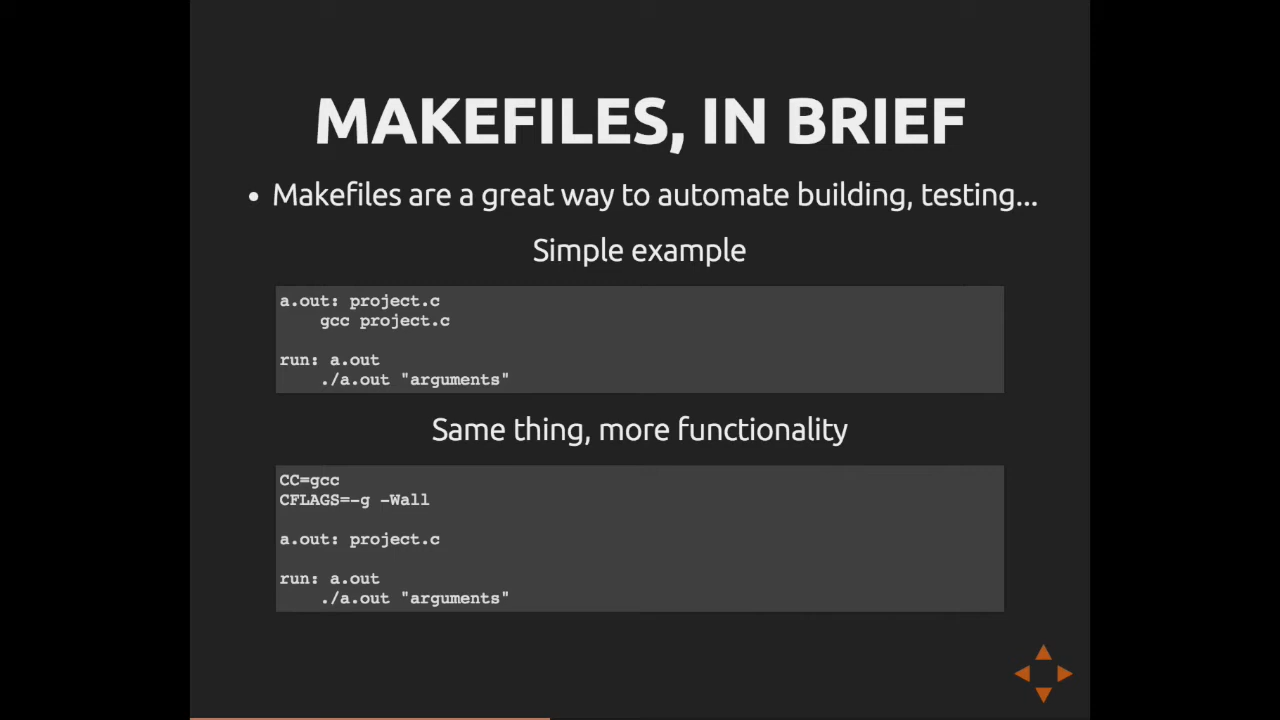 MAKEFILES, IN BRIEF
• Makefiles are a great way to automate building, testing...
Simple example
a.out: project.c
    gcc project.c
run: a.out
    ./a.out "arguments"
Same thing, more functionality
CC=gcc
CFLAGS=-g -Wall
a.out: project.c
run: a.out
    ./a.out "arguments"